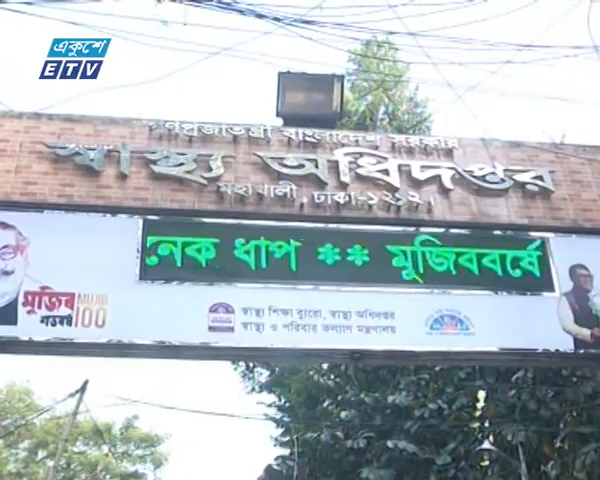 একুশে
ETV
গণপ্রজাতন্ত্রী বাংলাদেশ সরকার
স্বাস্থ্য অধিদপ্তর
মহাখালী, ঢাকা-১২১২।
নেক ধাপ ** মুজিববর্ষে
মুজিব MUJIB
শতবর্ষ 100
স্বাস্থ্য শিক্ষা ব্যুরো, স্বাস্থ্য অধিদপ্তর
স্বাস্থ্য ও পরিবার কল্যাণ মন্ত্রণালয়